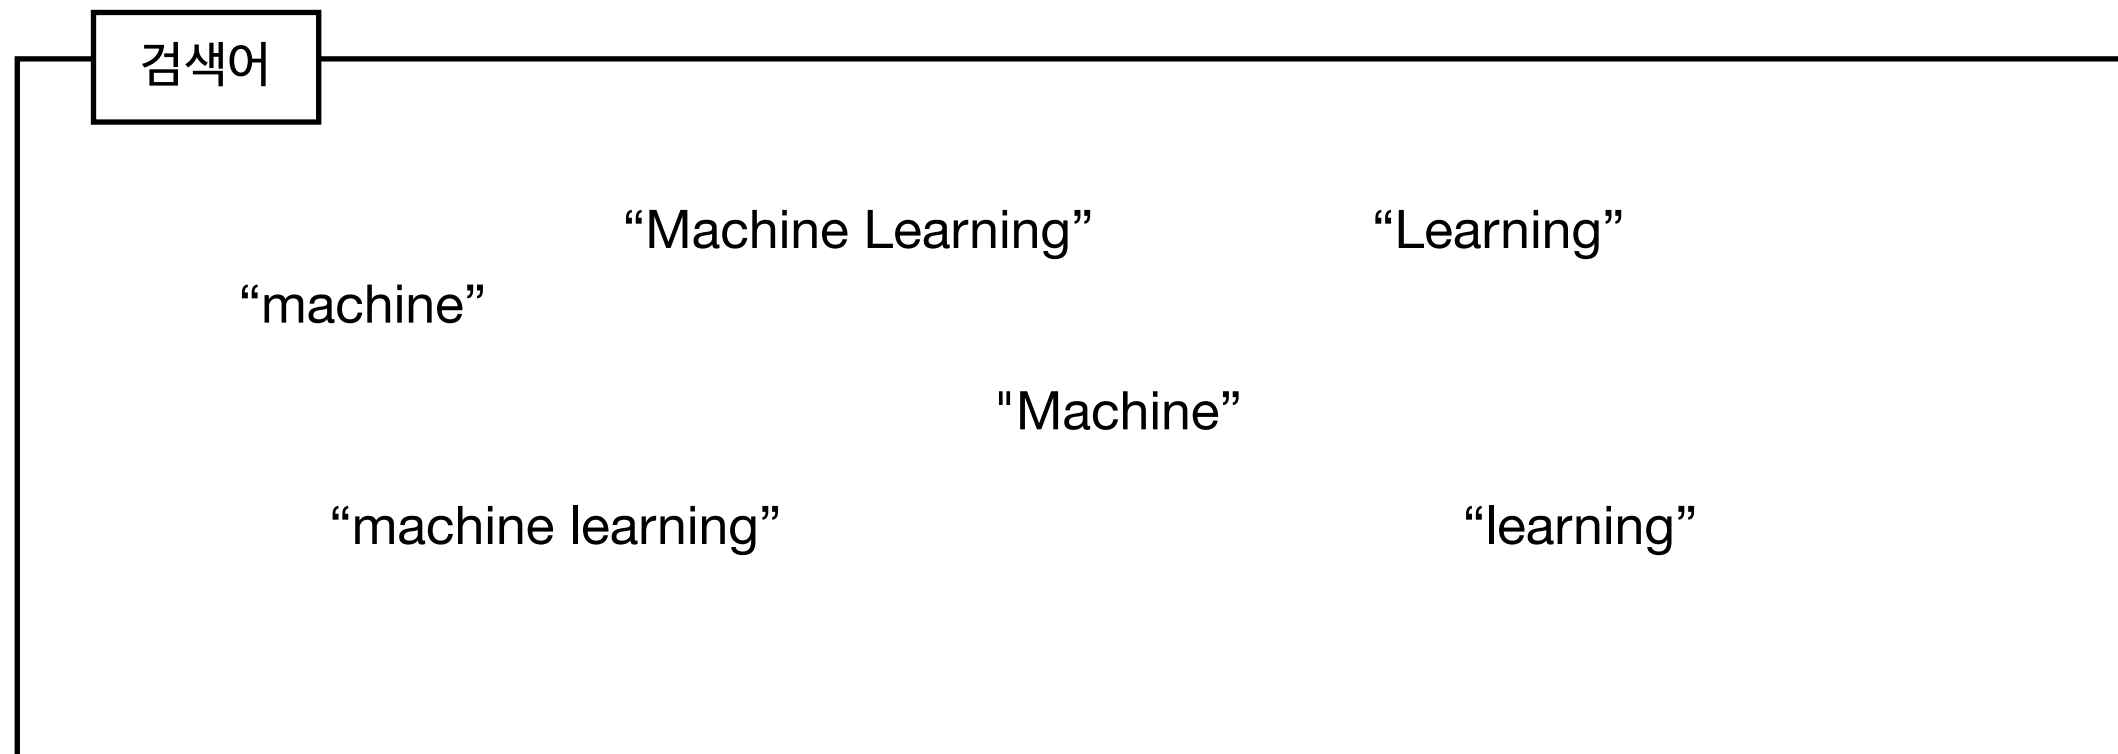 검색어
“Machine Learning” “Learning”
“machine”
"Machine”
“machine learning” “learning”